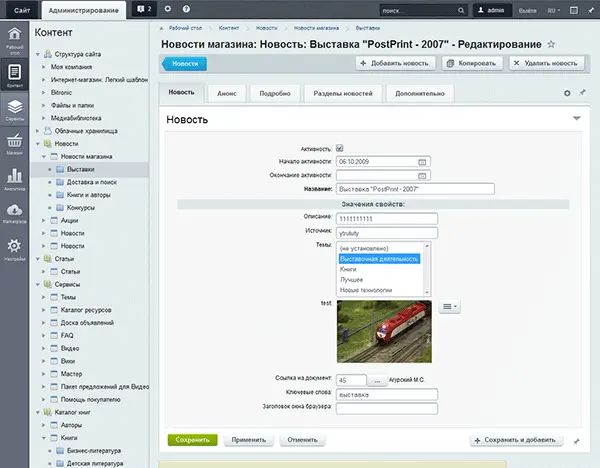 Сайт Администрирование 2 поиск... admin Выйти RU
Рабочий стол
Контент
Сервисы
Магазин
Аналитика
Маркетплейс
Настройки
Контент
Структура сайта
Моя компания
Интернет-магазин. Легкий шаблон
Bitronic
Файлы и папки
Медиабиблиотека
Облачные хранилища
Новости
Новости магазина
Выставки
Доставка и поиск
Книги и авторы
Конкурсы
Акции
Новости
Новости
Статьи
Статьи
Сервисы
Темы
Каталог ресурсов
Доска объявлений
FAQ
Видео
Вики
Мастер
Пакет предложений для Видео
Помощь покупателю
Каталог книг
Авторы
Книги
Бизнес-литература
Детская литература
Рабочий стол Контент Новости Новости магазина Выставки
Новости магазина: Новость: Выставка "PostPrint - 2007" - Редактирование
Новости Добавить новость Копировать Удалить новость
Новость Анонс Подробно Разделы новостей Дополнительно
Новость
Активность:
Начало активности: 06.10.2009
Окончание активности:
Название: Выставка "PostPrint - 2007"
Значения свойств:
Описание: 1111111111
Источник: ytrututy
Темы: (не установлено)
Выставочная деятельность
Книги
Лучшее
Новые технологии
test:
Ссылка на документ: 45 ... Агурский М.С.
Ключевые слова: выставка
Заголовок окна браузера:
Сохранить Применить Отменить Сохранить и добавить